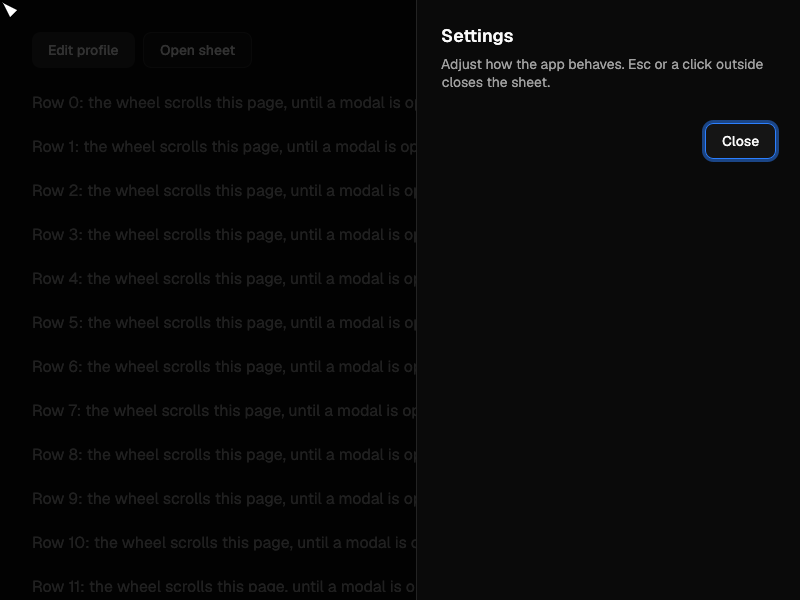 Edit profile
Open sheet
Row 0: the wheel scrolls this page, until a modal is
Row 1: the wheel scrolls this page, until a modal is
Row 2: the wheel scrolls this page, until a modal is
Row 3: the wheel scrolls this page, until a modal is
Row 4: the wheel scrolls this page, until a modal is
Row 5: the wheel scrolls this page, until a modal is
Row 6: the wheel scrolls this page, until a modal is
Row 7: the wheel scrolls this page, until a modal is
Row 8: the wheel scrolls this page, until a modal is
Row 9: the wheel scrolls this page, until a modal is
Row 10: the wheel scrolls this page, until a modal is
Row 11: the wheel scrolls this page, until a modal is
Settings
Adjust how the app behaves. Esc or a click outside
closes the sheet.
Close